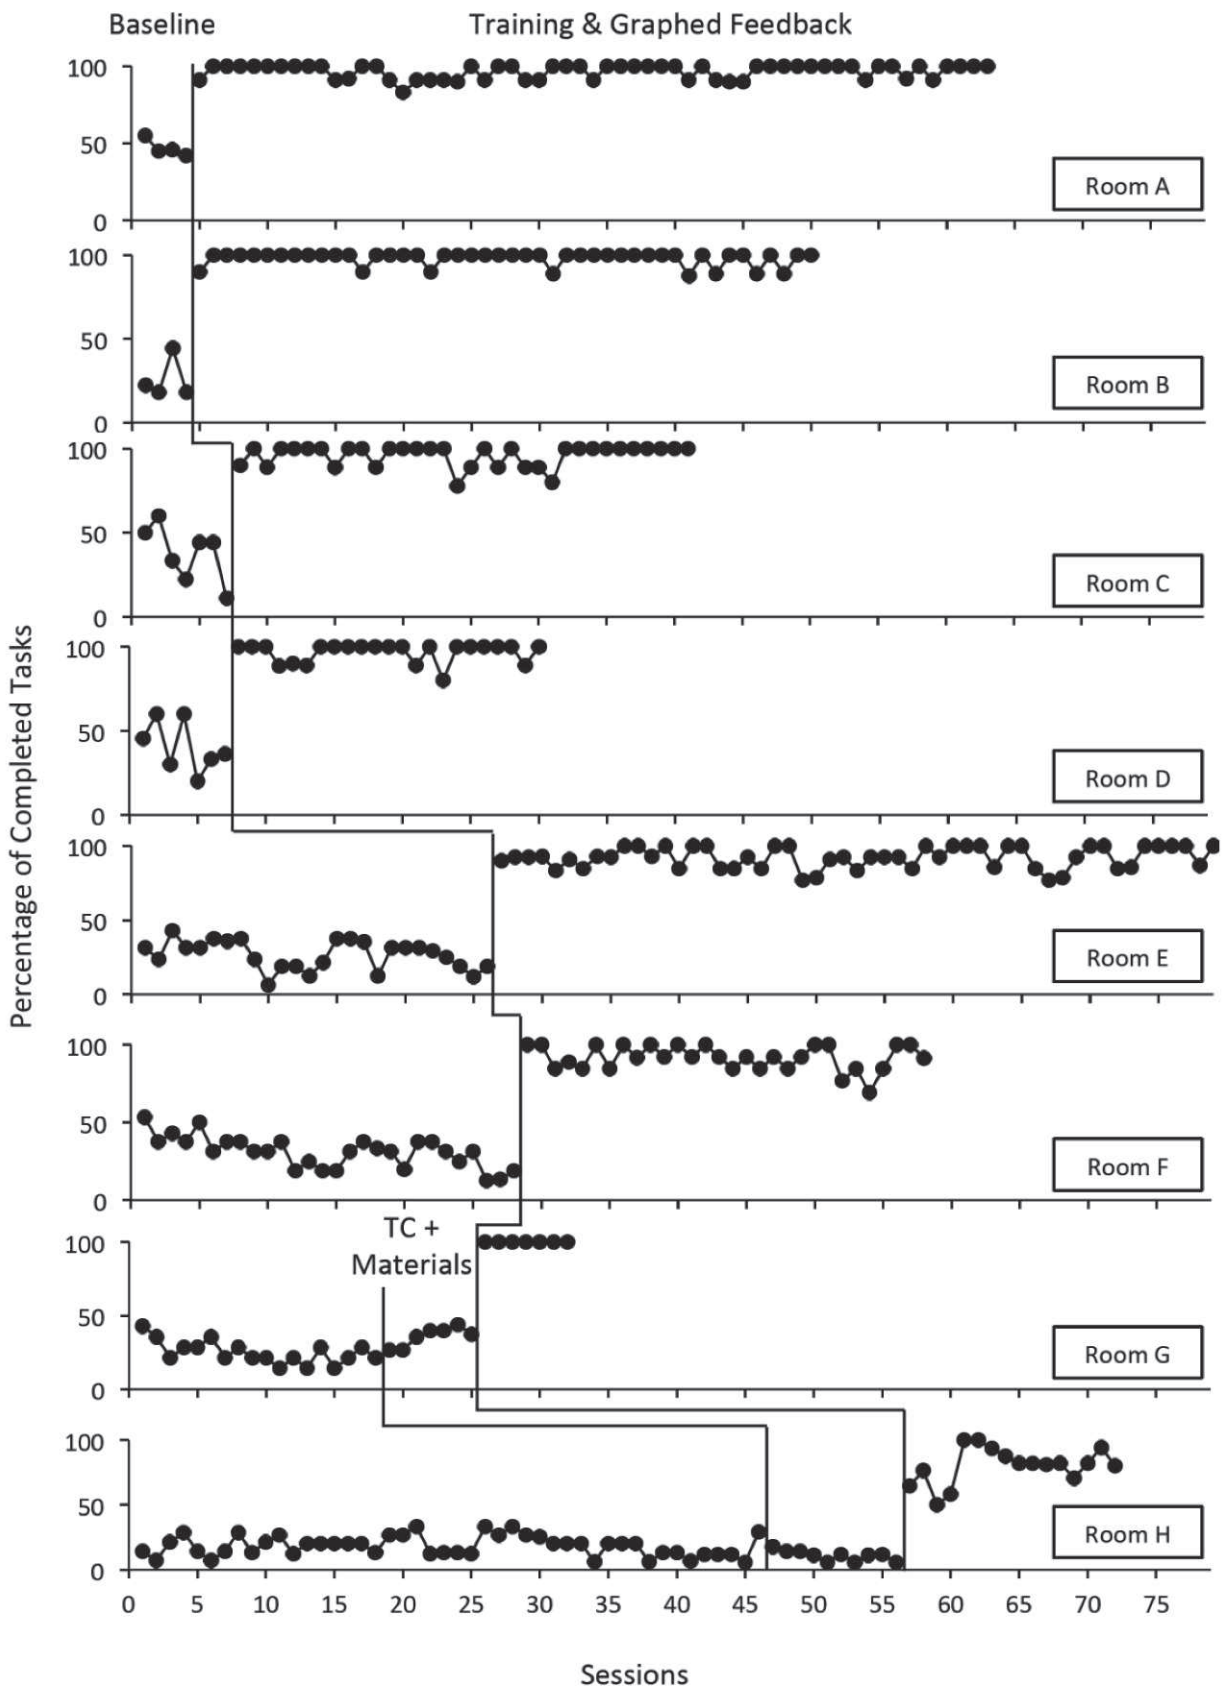 Baseline Training & Graphed Feedback
100
50
0
Room A
100
50
0
Room B
100
50
0
Room C
100
50
0
Room D
100
50
0
Room E
100
50
0
Room F
TC +
Materials
100
50
0
Room G
100
50
0
Room H
0 5 10 15 20 25 30 35 40 45 50 55 60 65 70 75
Sessions
Percentage of Completed Tasks